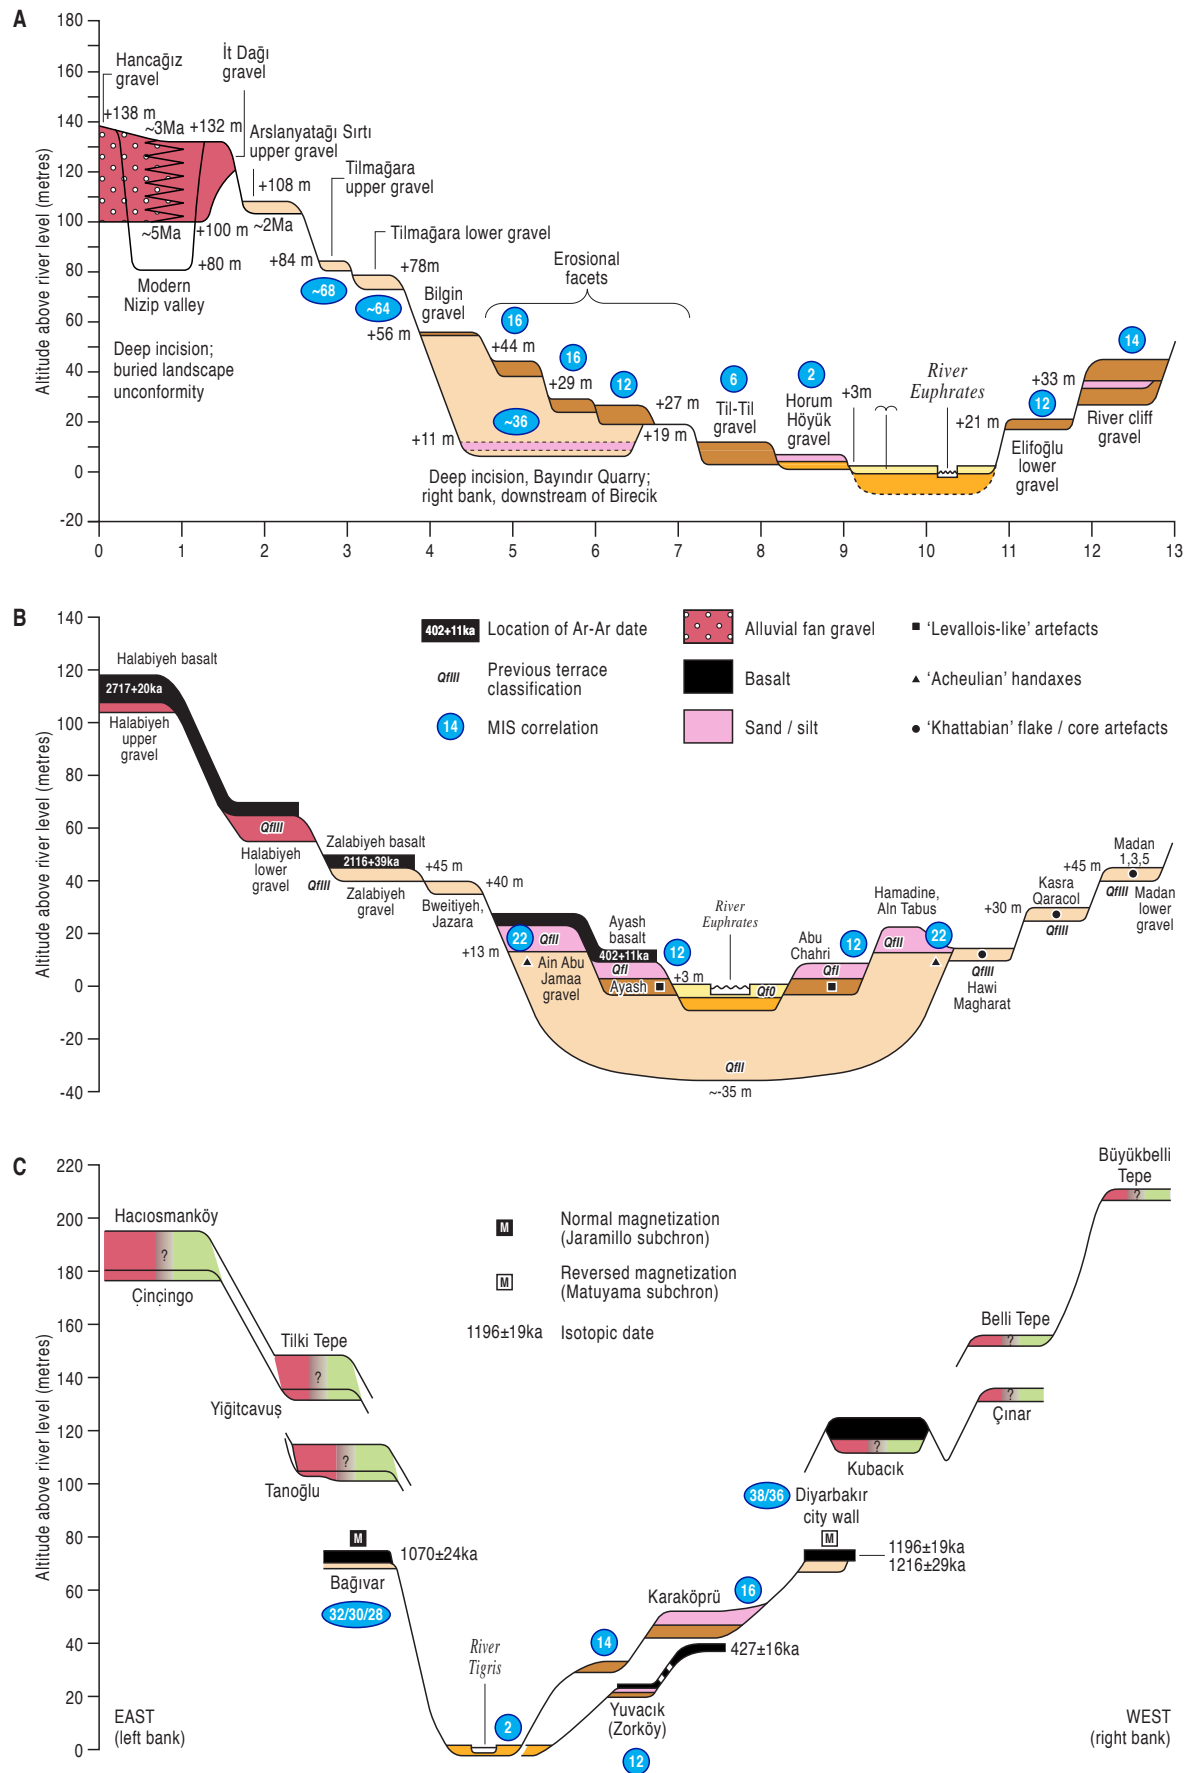 A
Altitude above river level (metres)
180
160
140
120
100
80
60
40
20
0
-20
0
1
2
3
4
5
6
7
8
9
10
11
12
13
Hancağız
gravel
İt Dağı
gravel
+138 m
~3Ma
+132 m
Arslanyatağı Sırtı
upper gravel
+108 m
Tilmağara
upper gravel
~5Ma
+100 m
~2Ma
Tilmağara lower gravel
+80 m
+84 m
+78m
Modern
Nizip valley
~68
~64
Bilgin
gravel
Erosional
facets
+56 m
Deep incision;
buried landscape
unconformity
16
+44 m
16
+29 m
12
+27 m
~36
+11 m
+19 m
Deep incision, Bayındır Quarry;
right bank, downstream of Birecik
6
Til-Til
gravel
2
Horum
Höyük
gravel
+3m
River
Euphrates
+21 m
+33 m
12
Elifoğlu
lower
gravel
14
River cliff
gravel
B
Altitude above river level (metres)
140
120
100
80
60
40
20
0
-20
-40
402+11ka
Location of Ar-Ar date
QfIII
Previous terrace
classification
14
MIS correlation
Alluvial fan gravel
Basalt
Sand / silt
'Levallois-like' artefacts
'Acheulian' handaxes
'Khattabian' flake / core artefacts
Halabiyeh basalt
2717+20ka
Halabiyeh
upper
gravel
QfIII
Halabiyeh
lower
gravel
Zalabiyeh basalt
2116+39ka
QfIII
Zalabiyeh
gravel
+45 m
Bweitiyeh,
Jazara
+40 m
+13 m
22
QfII
Ain Abu
Jamaa
gravel
Ayash
basalt
402+11ka
QfI
Ayash
12
+3 m
River
Euphrates
Qf0
Abu
Chahri
12
QfI
Hamadine,
Aln Tabus
QfII
22
QfII
~-35 m
QfIII
Hawi
Magharat
+30 m
Kasra
Qaracol
QfIII
+45 m
Madan
1,3,5
QfIII
Madan
lower
gravel
C
Altitude above river level (metres)
220
200
180
160
140
120
100
80
60
40
20
0
M
Normal magnetization
(Jaramillo subchron)
M
Reversed magnetization
(Matuyama subchron)
1196±19ka
Isotopic date
Hacıosmanköy
?
Çinçingo
Tilki Tepe
?
Yiğitcavuş
?
Tanoğlu
M
1070±24ka
Bağıvar
32/30/28
River
Tigris
2
14
Karaköprü
16
427±16ka
Yuvacık
(Zorköy)
12
38/36
Diyarbakır
city wall
M
1196±19ka
1216±29ka
?
Kubacık
Belli Tepe
?
?
Çınar
Büyükbelli
Tepe
?
EAST
(left bank)
WEST
(right bank)